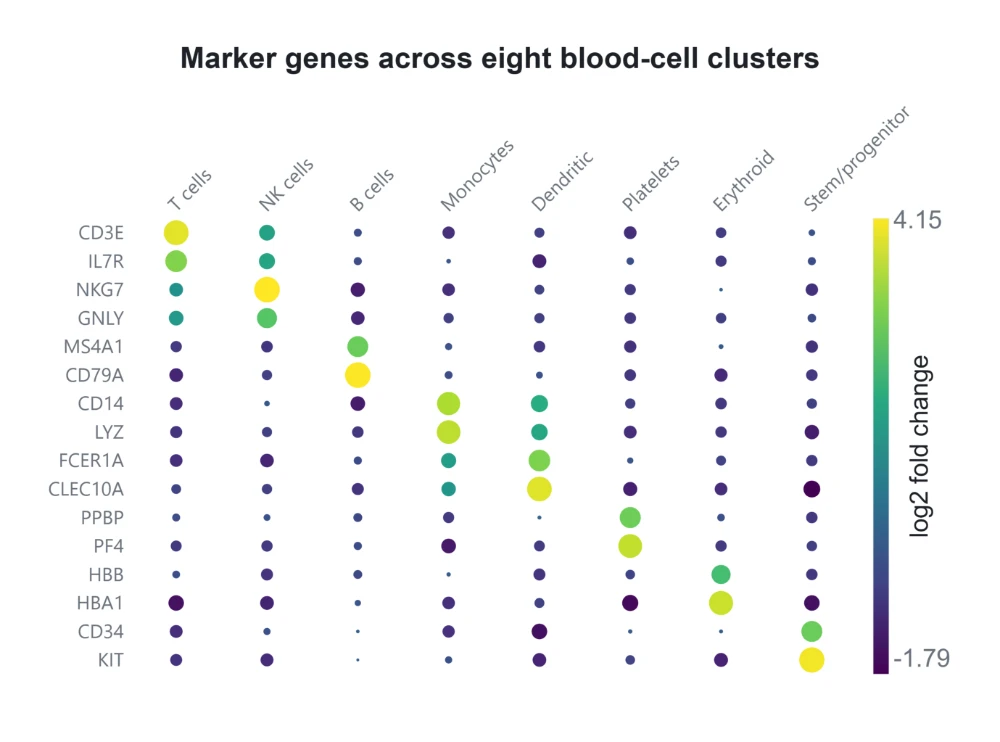 Marker genes across eight blood-cell clusters
T cells
NK cells
B cells
Monocytes
Dendritic
Platelets
Erythroid
Stem/progenitor
CD3E
IL7R
NKG7
GNLY
MS4A1
CD79A
CD14
LYZ
FCER1A
CLEC10A
PPBP
PF4
HBB
HBA1
CD34
KIT
4.15
log2 fold change
-1.79